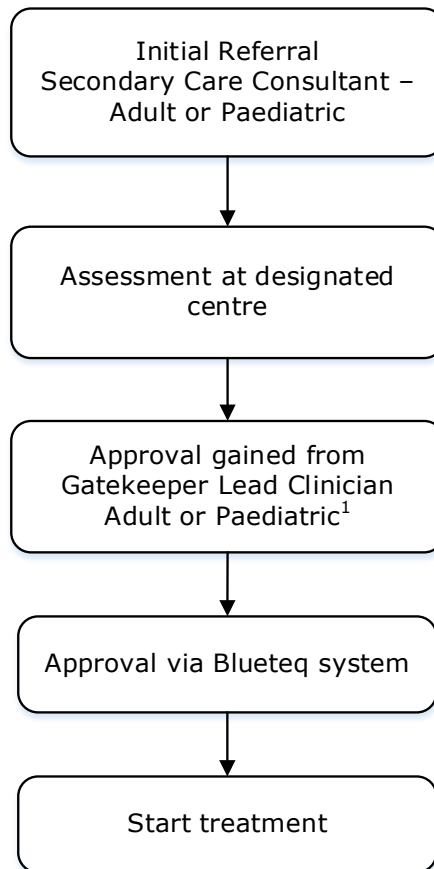 Initial Referral
Secondary Care Consultant –
Adult or Paediatric
Assessment at designated
centre
Approval gained from
Gatekeeper Lead Clinician
Adult or Paediatric¹
Approval via Blueteq system
Start treatment